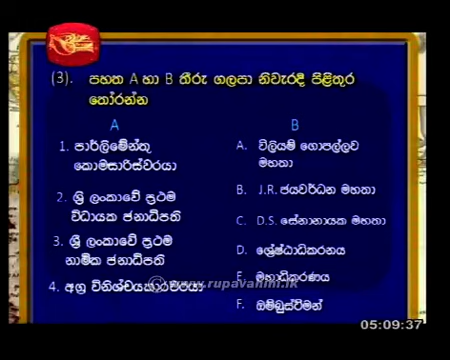 (3). පහත A හා B තීරු ගලපා නිවැරදි පිළිතුර
තෝරන්න
A
B
1. පාර්ලිමේන්තු
කොමසාරිස්වරයා
2. ශ්‍රි ලංකාවේ ප්‍රථම
විධායක ජනාධිපති
3. ශ්‍රී ලංකාවේ ප්‍රථම
නාමික ජනාධිපති
4. අග්‍ර විනිශ්චයකාරවරයා
A. විලියම් ගොපල්ලව
මහතා
B. J.R. ජයවර්ධන මහතා
C. D.S. සේනානායක මහතා
D. ශ්‍රේෂ්ඨාධිකරනය
E. මහාධිකරණය
F. ඔම්බුස්ට්මන්
www.rupavahini.lk
05:09:37